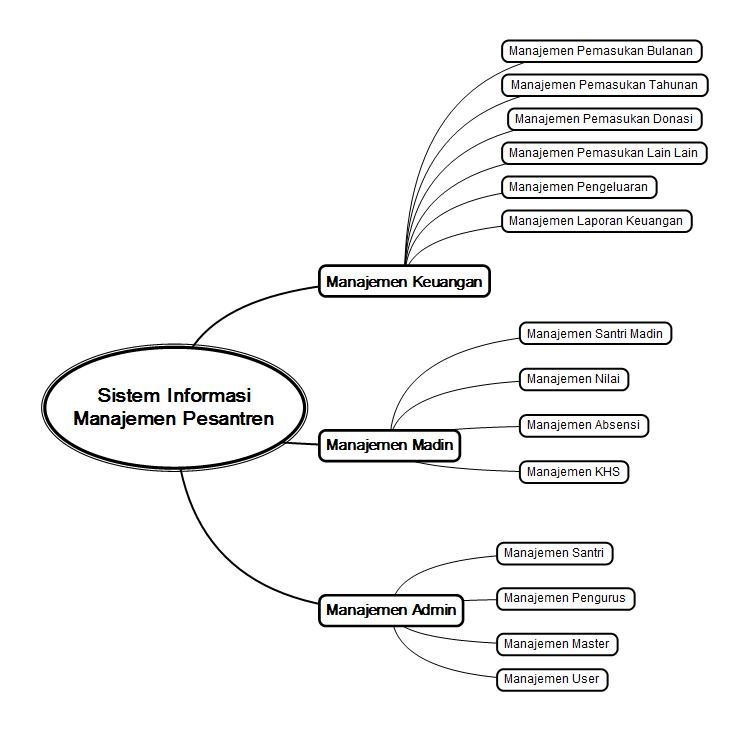 Sistem Informasi
Manajemen Pesantren
Manajemen Keuangan
Manajemen Pemasukan Bulanan
Manajemen Pemasukan Tahunan
Manajemen Pemasukan Donasi
Manajemen Pemasukan Lain Lain
Manajemen Pengeluaran
Manajemen Laporan Keuangan
Manajemen Madin
Manajemen Santri Madin
Manajemen Nilai
Manajemen Absensi
Manajemen KHS
Manajemen Admin
Manajemen Santri
Manajemen Pengurus
Manajemen Master
Manajemen User